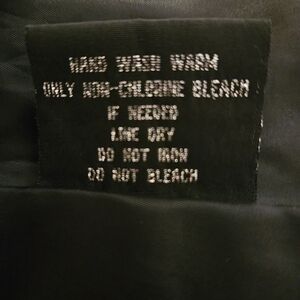 HAND WASH WARM
ONLY NON-CHLORINE BLEACH
IF NEEDED
LINE DRY
DO NOT IRON
DO NOT BLEACH